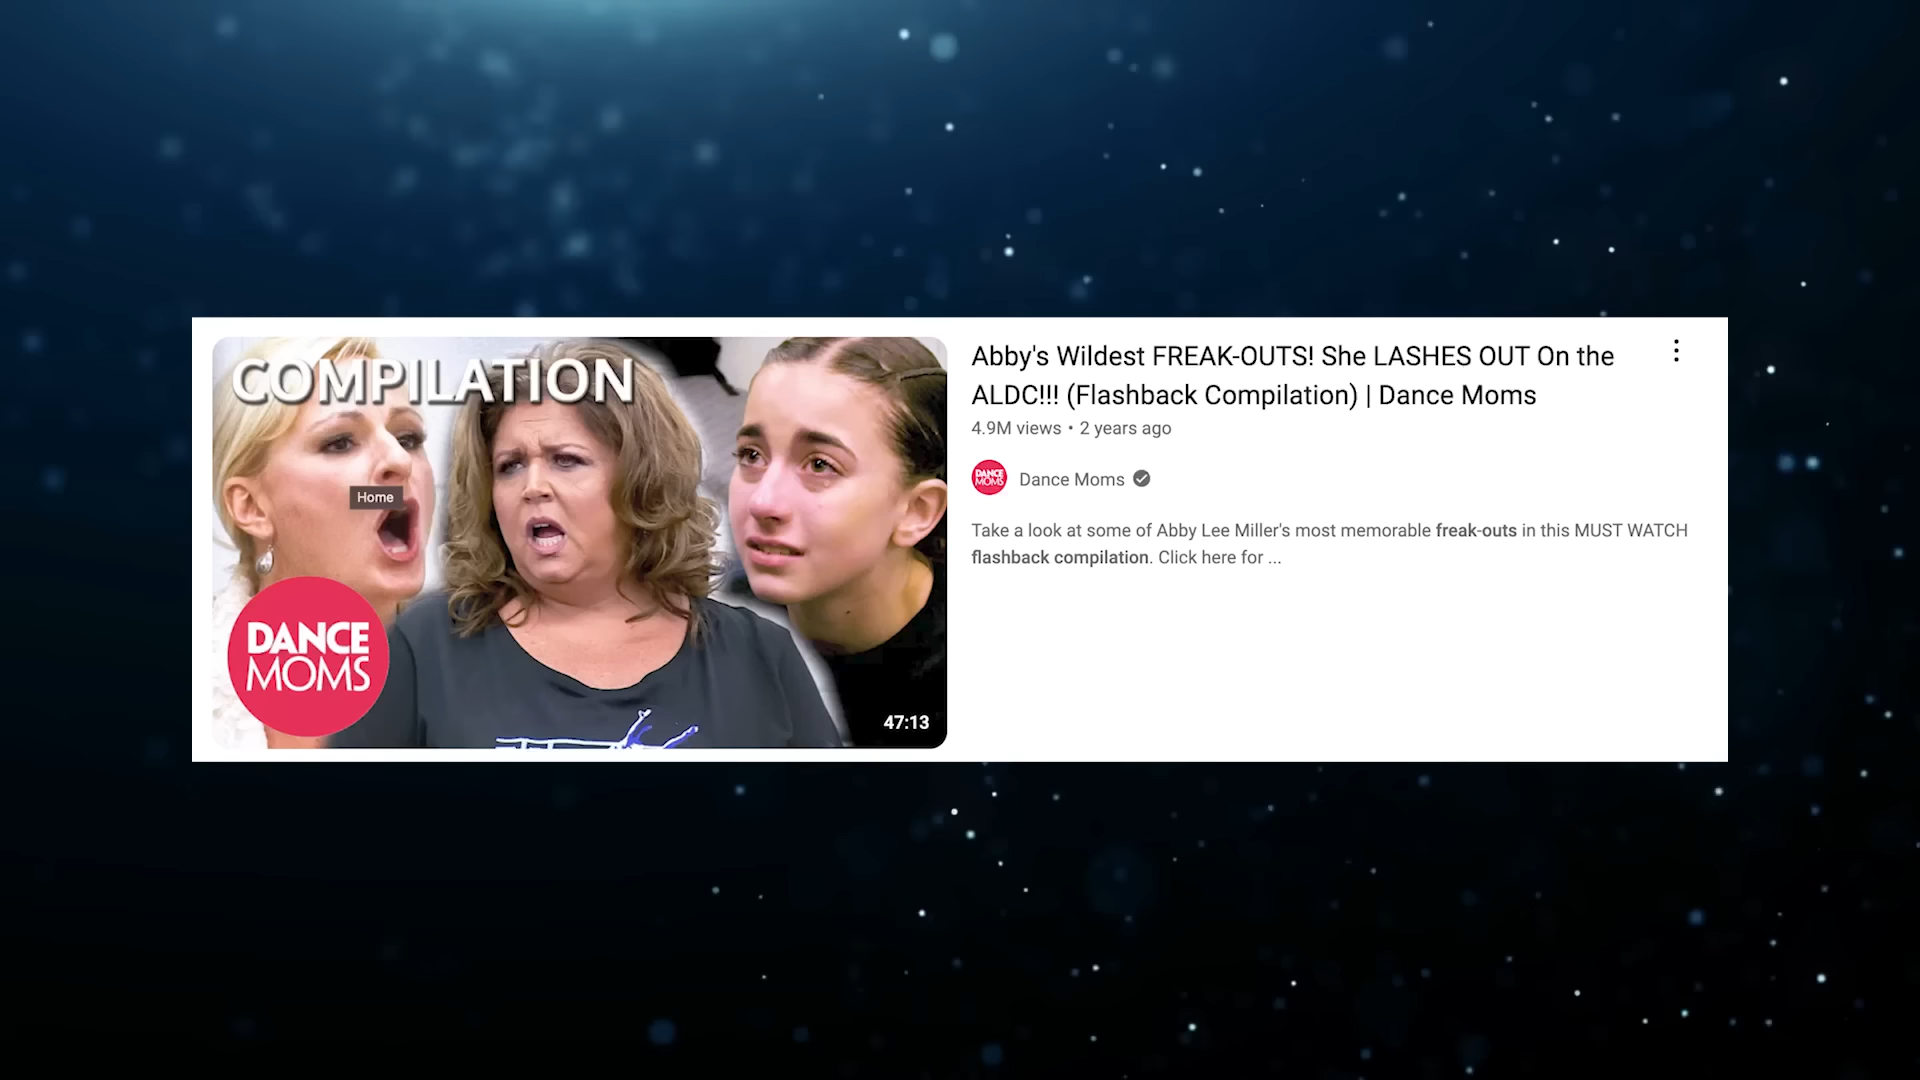 COMPILATION
Home
DANCE
MOMS
47:13
Abby's Wildest FREAK-OUTS! She LASHES OUT On the
ALDC!!! (Flashback Compilation) | Dance Moms
4.9M views • 2 years ago
DANCE
MOMS
Dance Moms
Take a look at some of Abby Lee Miller's most memorable freak-outs in this MUST WATCH
flashback compilation. Click here for ...